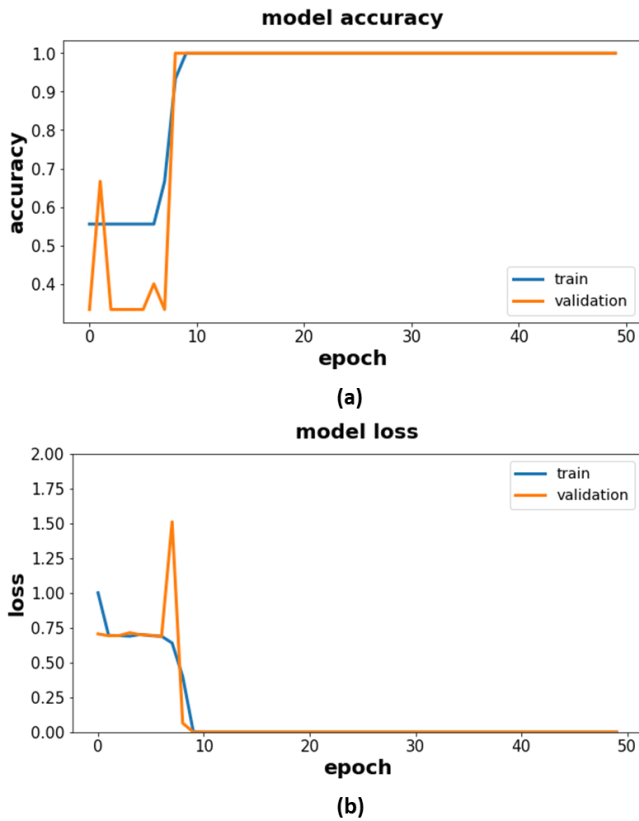 model accuracy
1.0
0.9
0.8
0.7
0.6
0.5
0.4
accuracy
train
validation
0 10 20 30 40 50
epoch
(a)
model loss
2.00
1.75
1.50
1.25
1.00
0.75
0.50
0.25
0.00
loss
train
validation
0 10 20 30 40 50
epoch
(b)